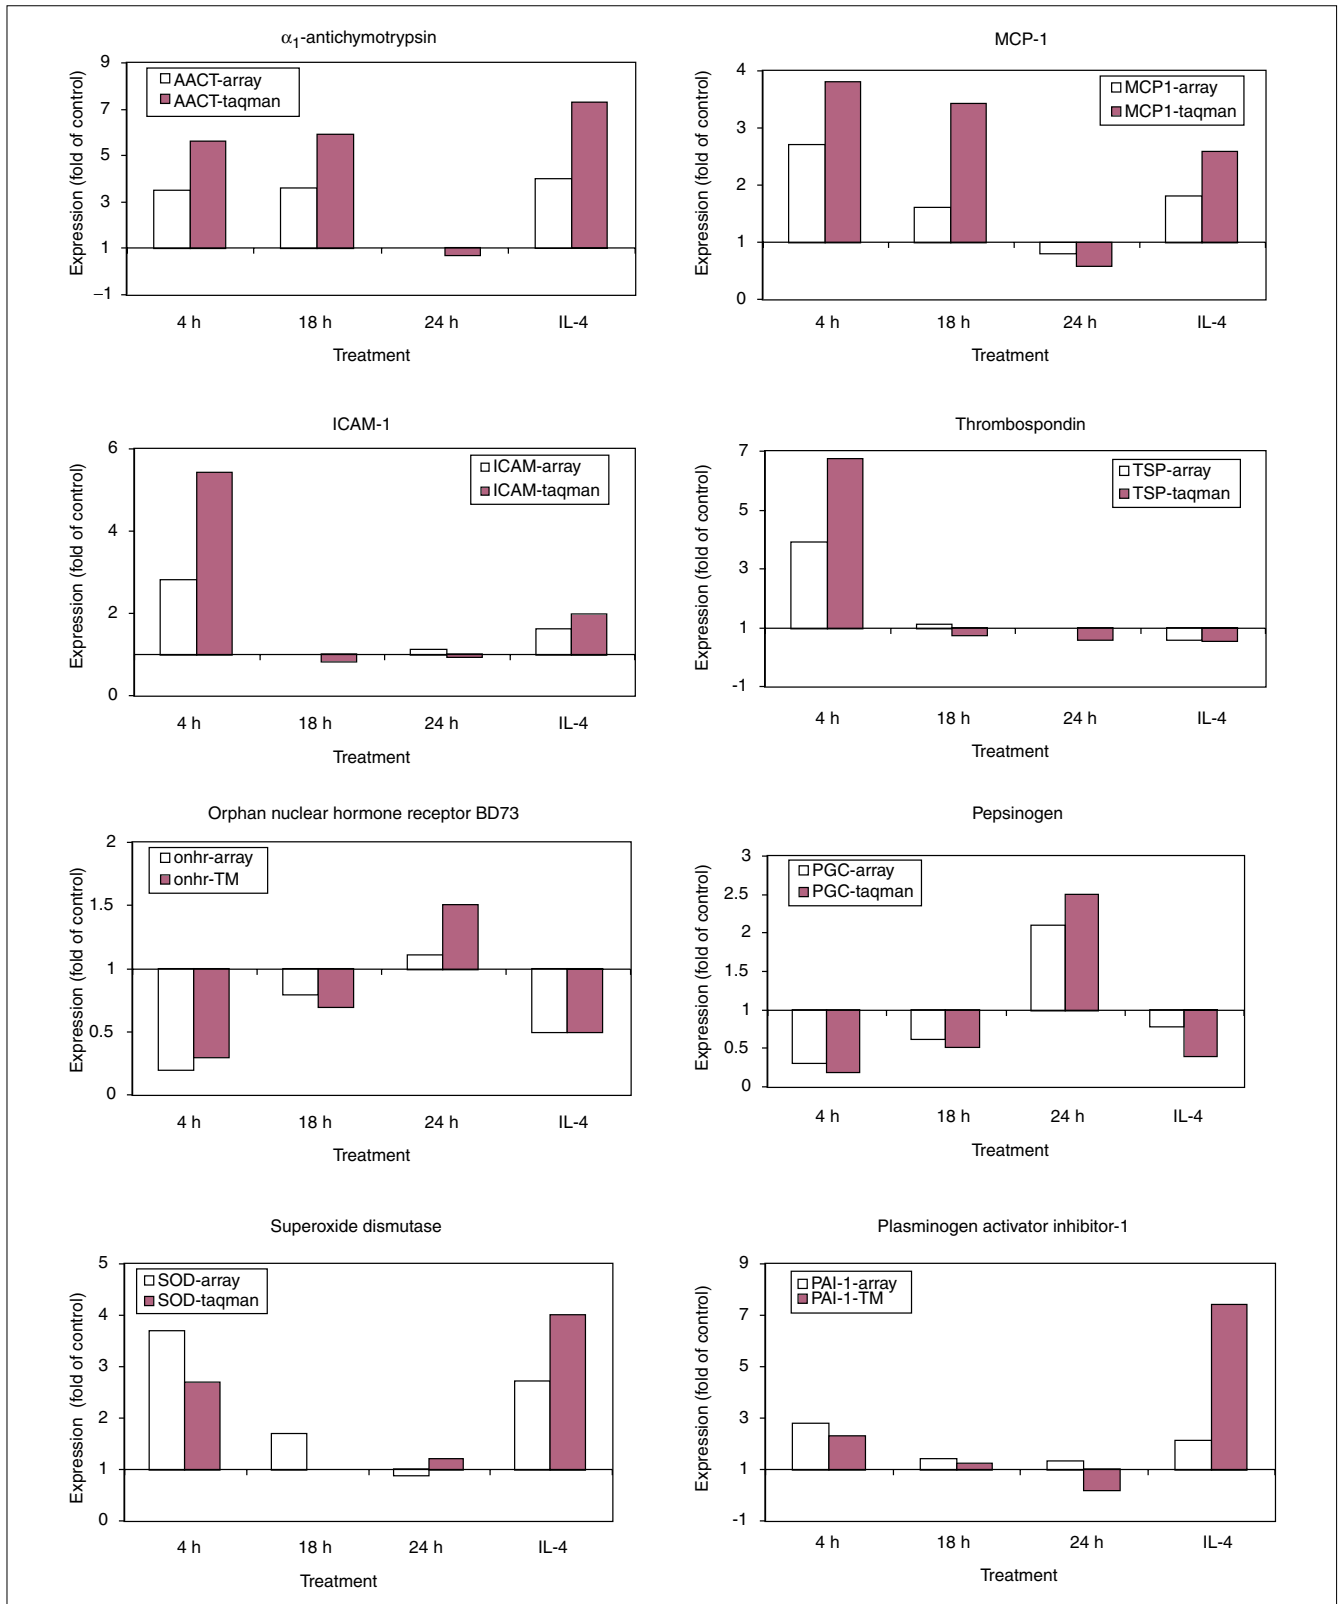 α1-antichymotrypsin
Expression (fold of control)
9
7
5
3
1
–1
AACT-array
AACT-taqman
4 h 18 h 24 h IL-4
Treatment
MCP-1
Expression (fold of control)
4
3
2
1
0
MCP1-array
MCP1-taqman
4 h 18 h 24 h IL-4
Treatment
ICAM-1
Expression (fold of control)
6
4
2
0
ICAM-array
ICAM-taqman
4 h 18 h 24 h IL-4
Treatment
Thrombospondin
Expression (fold of control)
7
5
3
1
-1
TSP-array
TSP-taqman
4 h 18 h 24 h IL-4
Treatment
Orphan nuclear hormone receptor BD73
Expression (fold of control)
2
1.5
1
0.5
0
onhr-array
onhr-TM
4 h 18 h 24 h IL-4
Treatment
Pepsinogen
Expression (fold of control)
3
2.5
2
1.5
1
0.5
0
PGC-array
PGC-taqman
4 h 18 h 24 h IL-4
Treatment
Superoxide dismutase
Expression (fold of control)
5
4
3
2
1
0
SOD-array
SOD-taqman
4 h 18 h 24 h IL-4
Treatment
Plasminogen activator inhibitor-1
Expression (fold of control)
9
7
5
3
1
-1
PAI-1-array
PAI-1-TM
4 h 18 h 24 h IL-4
Treatment